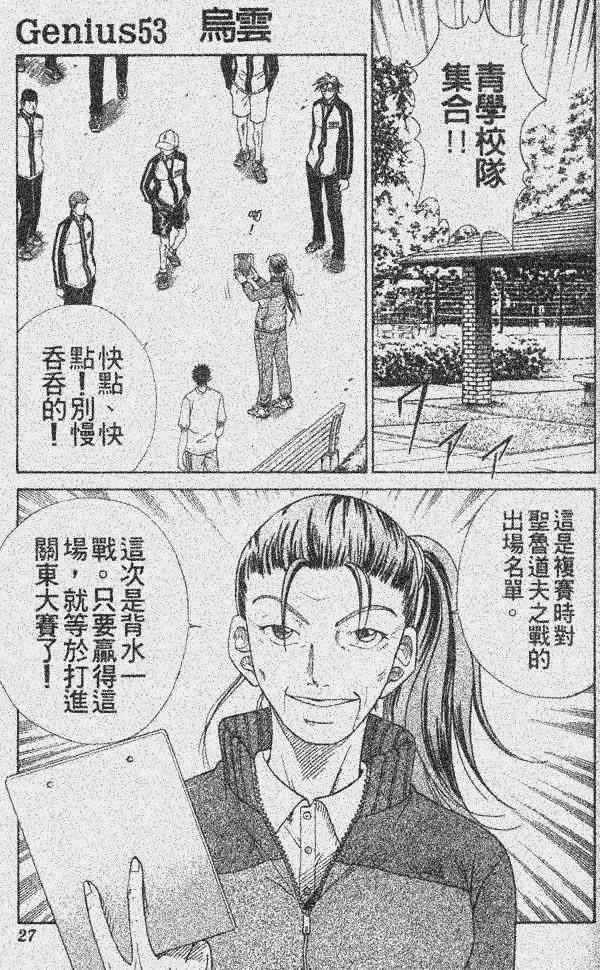 Genius53 烏雲
青學校隊
集合!!
喲!
快點、快
點!別慢
吞吞的!
這是複賽時對
聖魯道夫之戰的
出場名單。
這次是背水一
戰。只要贏得這
場,就等於打進
關東大賽了!
27